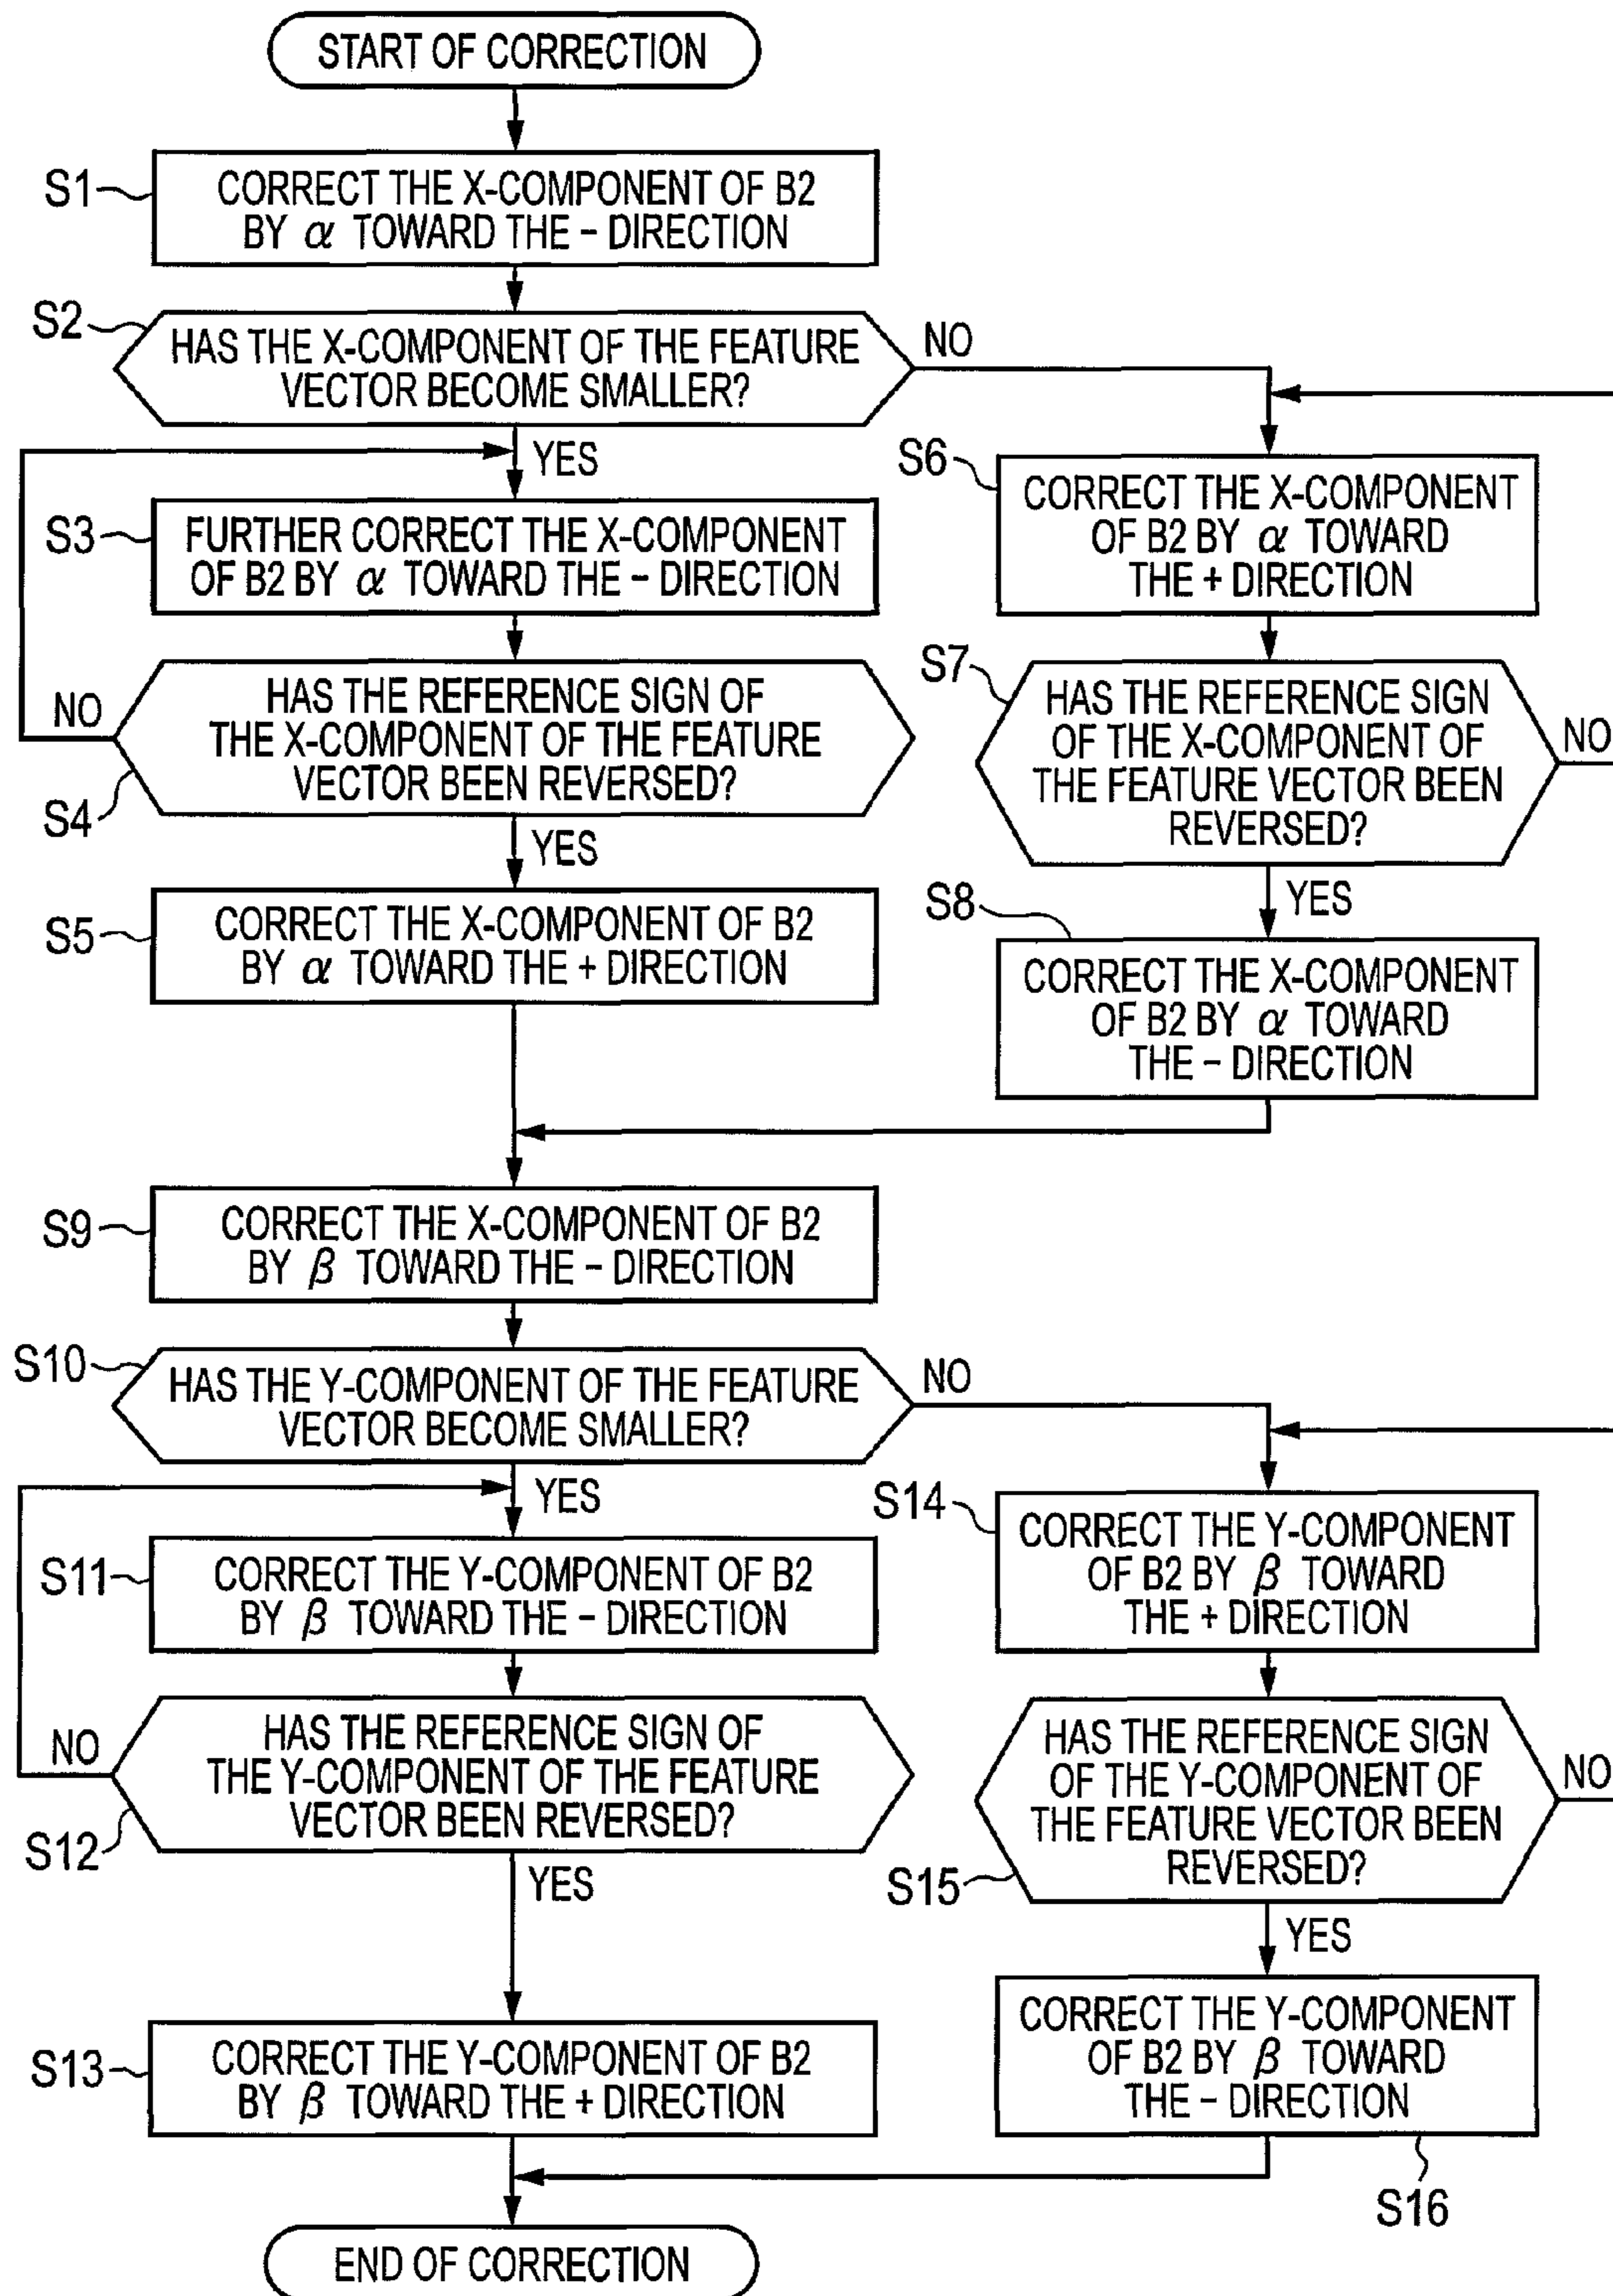 START OF CORRECTION
S1
CORRECT THE X-COMPONENT OF B2
BY α TOWARD THE – DIRECTION
S2
HAS THE X-COMPONENT OF THE FEATURE
VECTOR BECOME SMALLER?
NO
YES
S3
FURTHER CORRECT THE X-COMPONENT
OF B2 BY α TOWARD THE – DIRECTION
S4
HAS THE REFERENCE SIGN OF
THE X-COMPONENT OF THE FEATURE
VECTOR BEEN REVERSED?
NO
YES
S5
CORRECT THE X-COMPONENT OF B2
BY α TOWARD THE + DIRECTION
S6
CORRECT THE X-COMPONENT
OF B2 BY α TOWARD
THE + DIRECTION
S7
HAS THE REFERENCE SIGN
OF THE X-COMPONENT OF
THE FEATURE VECTOR BEEN
REVERSED?
NO
YES
S8
CORRECT THE X-COMPONENT
OF B2 BY α TOWARD
THE – DIRECTION
S9
CORRECT THE X-COMPONENT OF B2
BY β TOWARD THE – DIRECTION
S10
HAS THE Y-COMPONENT OF THE FEATURE
VECTOR BECOME SMALLER?
NO
YES
S11
CORRECT THE Y-COMPONENT OF B2
BY β TOWARD THE – DIRECTION
S12
HAS THE REFERENCE SIGN OF
THE Y-COMPONENT OF THE FEATURE
VECTOR BEEN REVERSED?
NO
YES
S13
CORRECT THE Y-COMPONENT OF B2
BY β TOWARD THE + DIRECTION
S14
CORRECT THE Y-COMPONENT
OF B2 BY β TOWARD
THE + DIRECTION
S15
HAS THE REFERENCE SIGN
OF THE Y-COMPONENT OF
THE FEATURE VECTOR BEEN
REVERSED?
NO
YES
S16
CORRECT THE Y-COMPONENT
OF B2 BY β TOWARD
THE – DIRECTION
END OF CORRECTION